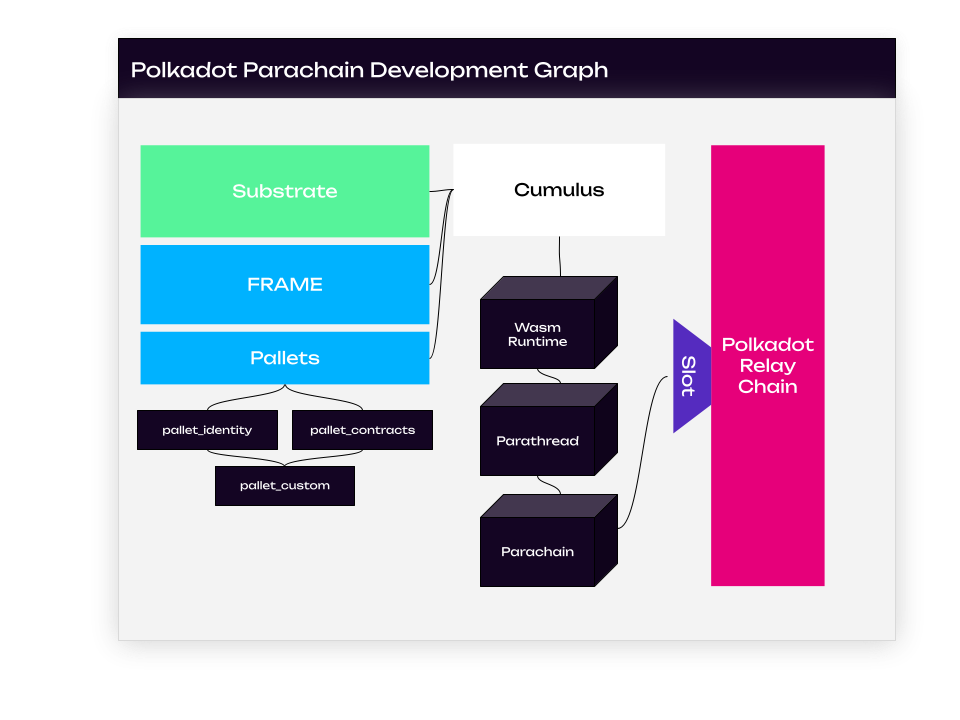 Polkadot Parachain Development Graph
Substrate
FRAME
Pallets
pallet_identity
pallet_contracts
pallet_custom
Cumulus
Wasm
Runtime
Parathread
Parachain
Slot
Polkadot
Relay
Chain